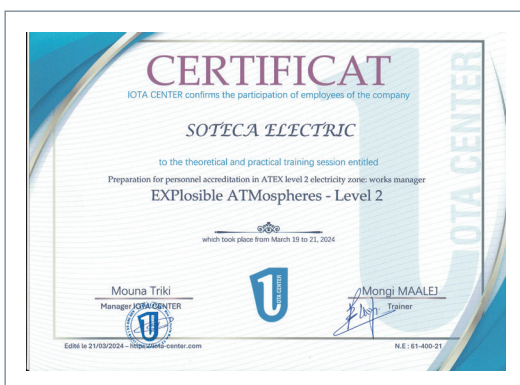 CERTIFICAT
IOTA CENTER confirms the participation of employees of the company
SOTECA ELECTRIC
to the theoretical and practical training session entitled
Preparation for personnel accreditation in ATEX level 2 electricity zone: works manager
EXPlosible ATMospheres - Level 2
which took place from March 19 to 21, 2024
Mouna Triki
Manager IOTA CENTER
IOTA CENTER
Mongi MAALEJ
Trainer
Edité le 21/03/2024 – https://iota-center.com
N.E : 61-400-21
IOTA CENTER